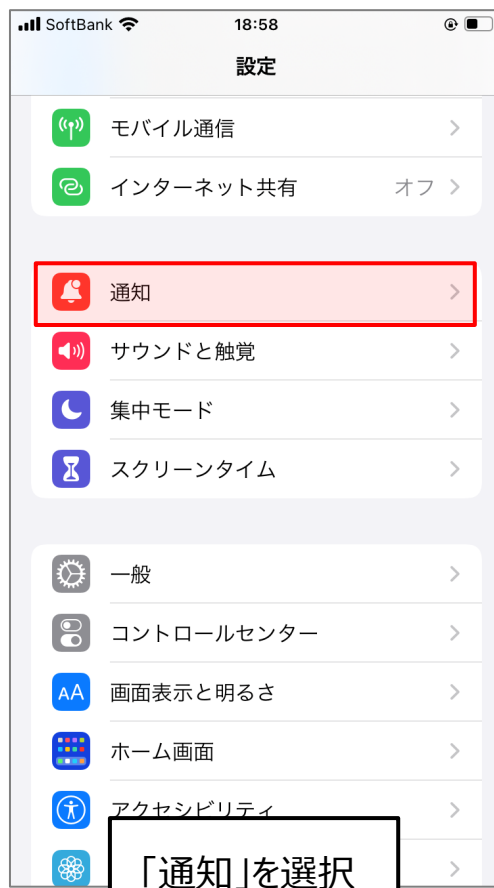 SoftBank 18:58
設定
モバイル通信
インターネット共有 オフ
通知
サウンドと触覚
集中モード
スクリーンタイム
一般
コントロールセンター
AA 画面表示と明るさ
ホーム画面
アクセシビリティ
「通知」を選択